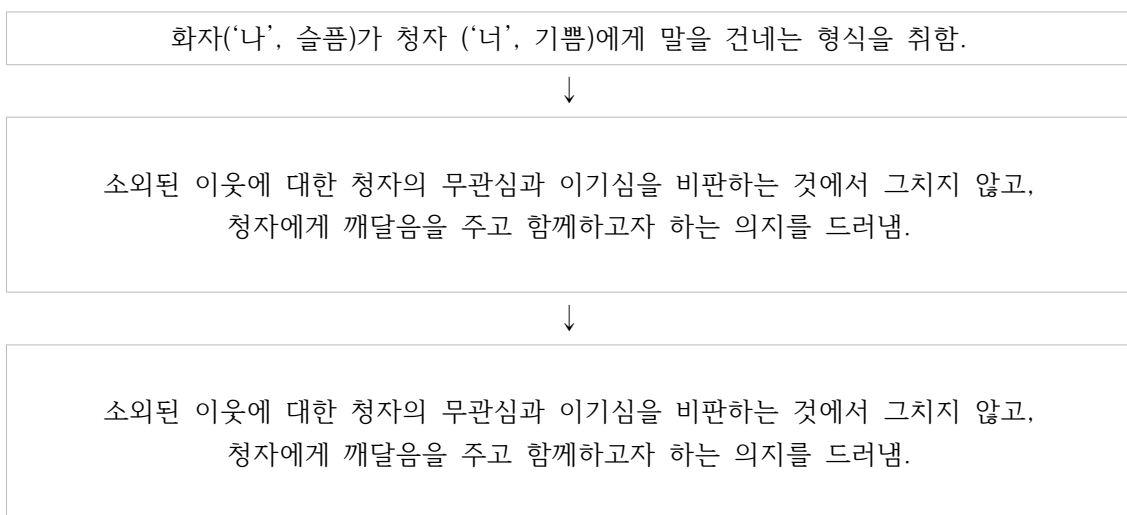 화자(‘나’, 슬픔)가 청자 (‘너’, 기쁨)에게 말을 건네는 형식을 취함.
↓
소외된 이웃에 대한 청자의 무관심과 이기심을 비판하는 것에서 그치지 않고,
청자에게 깨달음을 주고 함께하고자 하는 의지를 드러냄.
↓
소외된 이웃에 대한 청자의 무관심과 이기심을 비판하는 것에서 그치지 않고,
청자에게 깨달음을 주고 함께하고자 하는 의지를 드러냄.